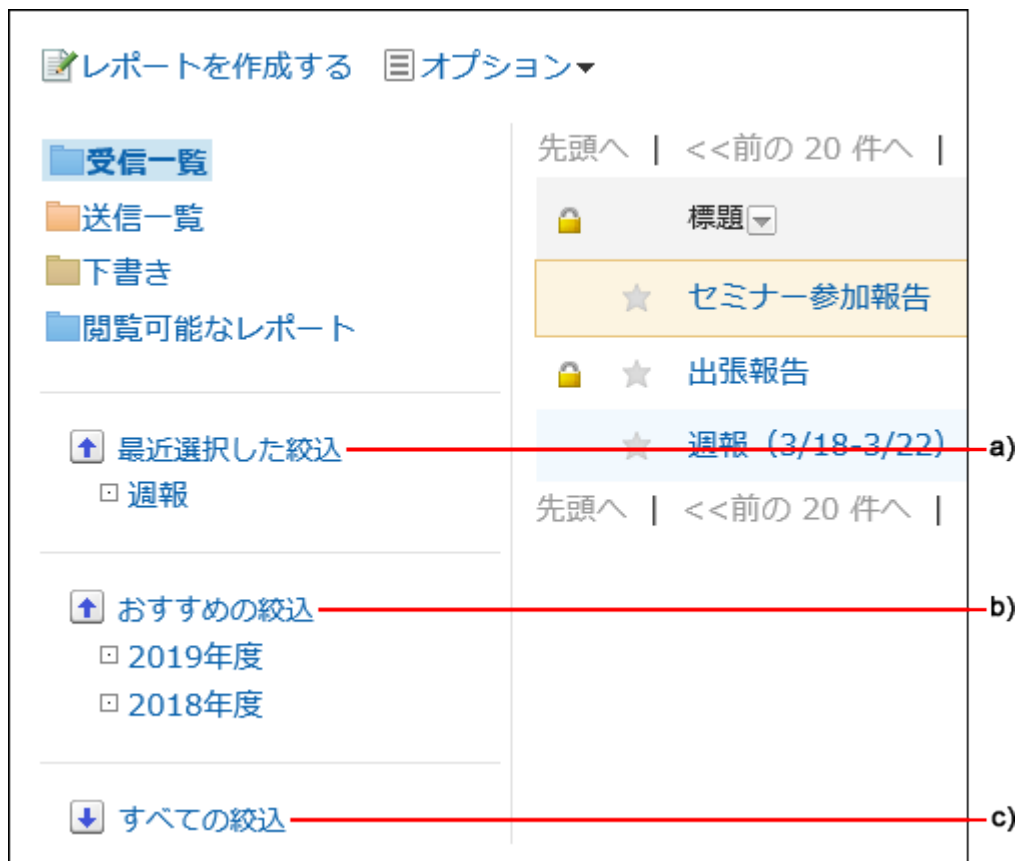 レポートを作成する オプション
受信一覧
送信一覧
下書き
閲覧可能なレポート
最近選択した絞込
週報
おすすめの絞込
2019年度
2018年度
すべての絞込
先頭へ | <<前の 20 件へ |
標題
セミナー参加報告
出張報告
週報（3/18-3/22）
先頭へ | <<前の 20 件へ |
a)
b)
c)